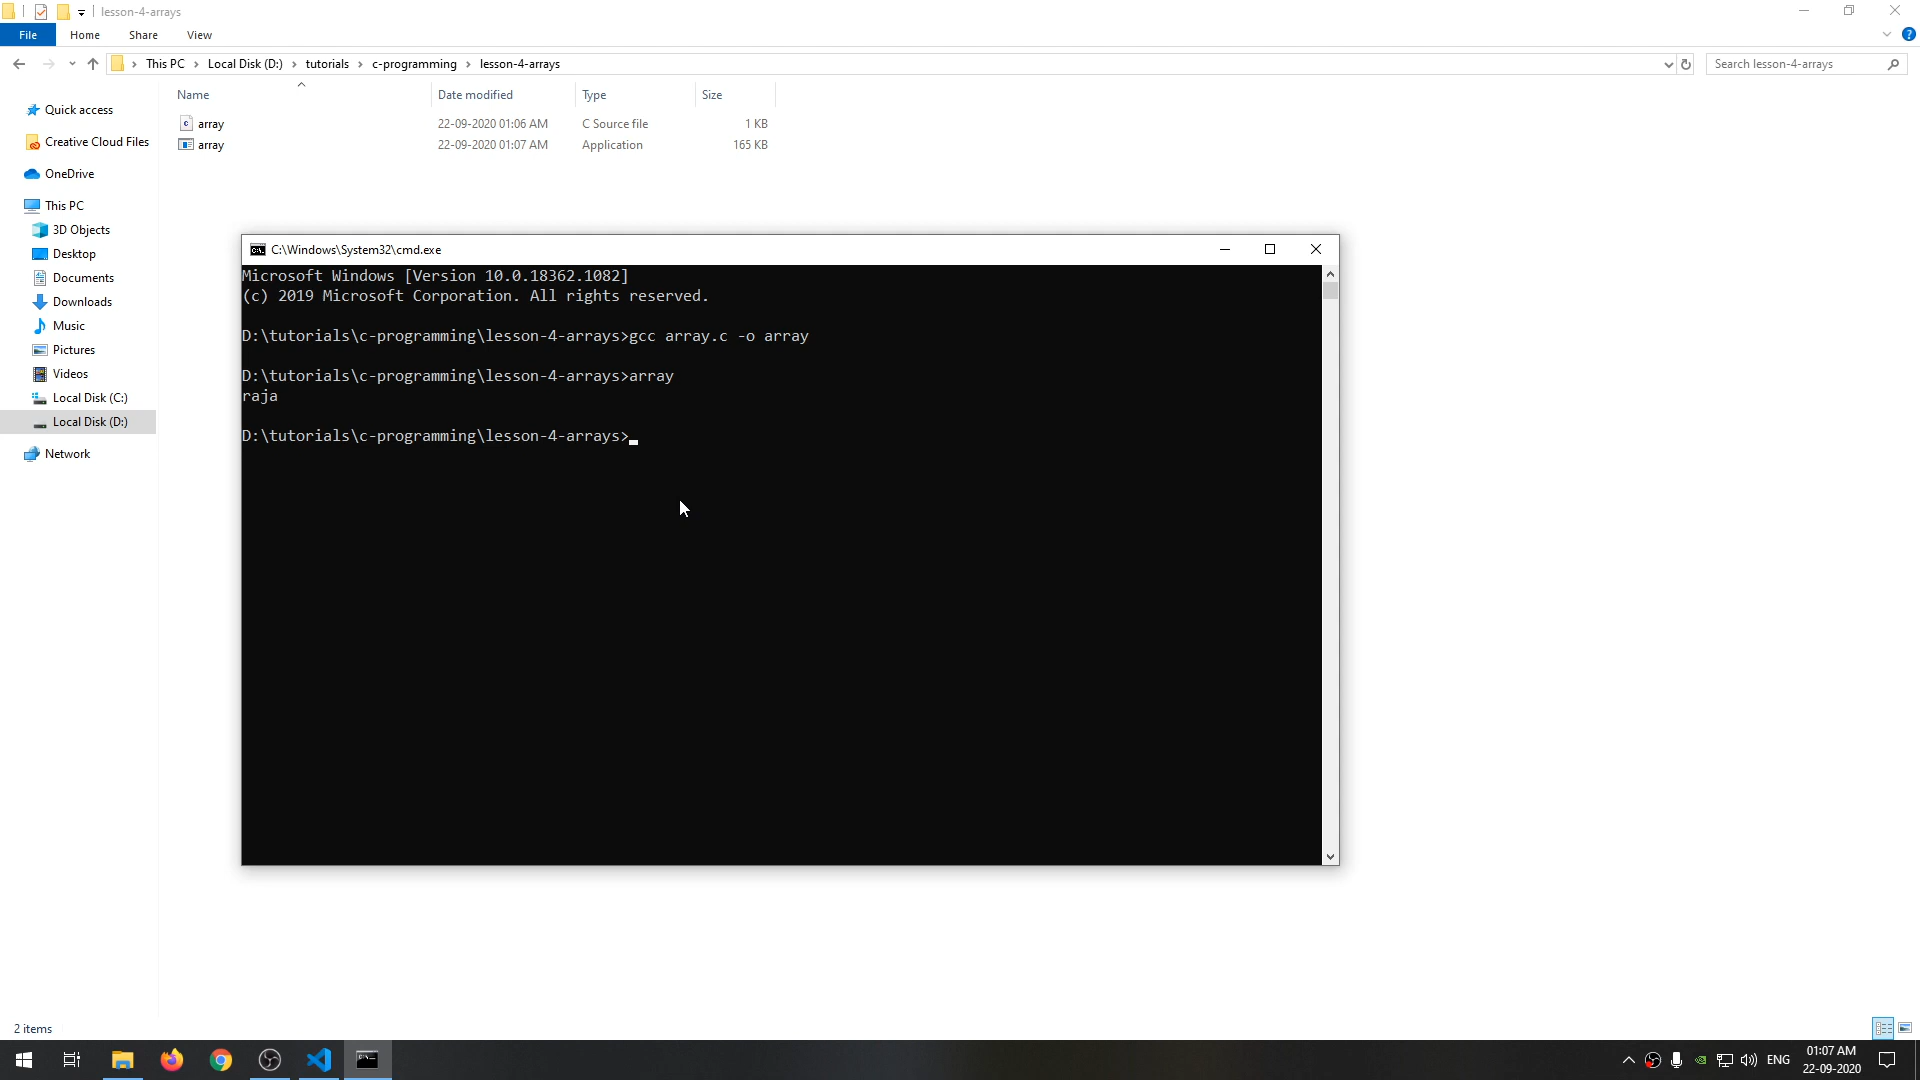 lesson-4-arrays
File Home Share View
This PC Local Disk (D:) tutorials c-programming lesson-4-arrays
Search lesson-4-arrays
Name Date modified Type Size
array 22-09-2020 01:06 AM C Source file 1 KB
array 22-09-2020 01:07 AM Application 165 KB
Quick access
Creative Cloud Files
OneDrive
This PC
3D Objects
Desktop
Documents
Downloads
Music
Pictures
Videos
Local Disk (C:)
Local Disk (D:)
Network
C:\Windows\System32\cmd.exe
Microsoft Windows [Version 10.0.18362.1082]
(c) 2019 Microsoft Corporation. All rights reserved.
D:\tutorials\c-programming\lesson-4-arrays>gcc array.c -o array
D:\tutorials\c-programming\lesson-4-arrays>array
raja
D:\tutorials\c-programming\lesson-4-arrays>
2 items
ENG
01:07 AM
22-09-2020